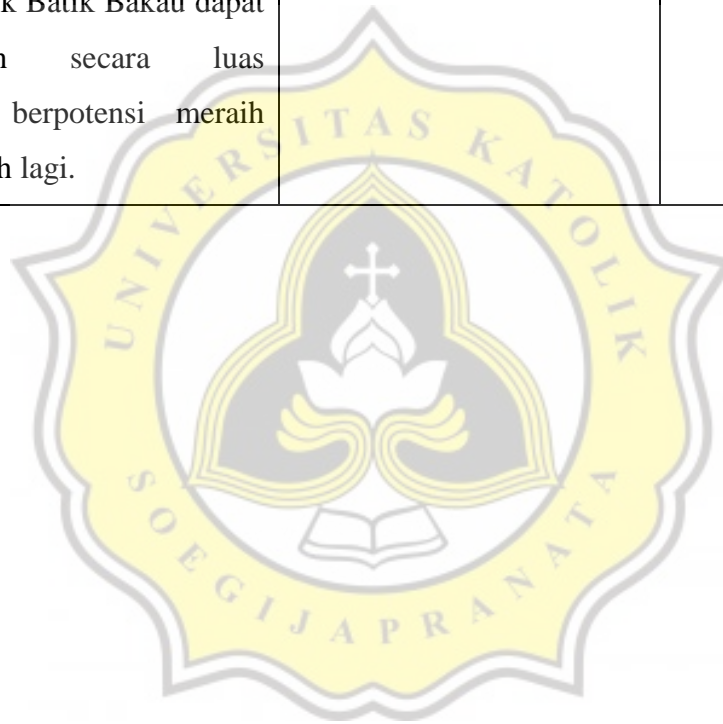 Batik Bakau dapat
secara luas
berpotensi meraih
lagi.
UNIVERSITAS KATOLIK
SOEGIJAPRANATA